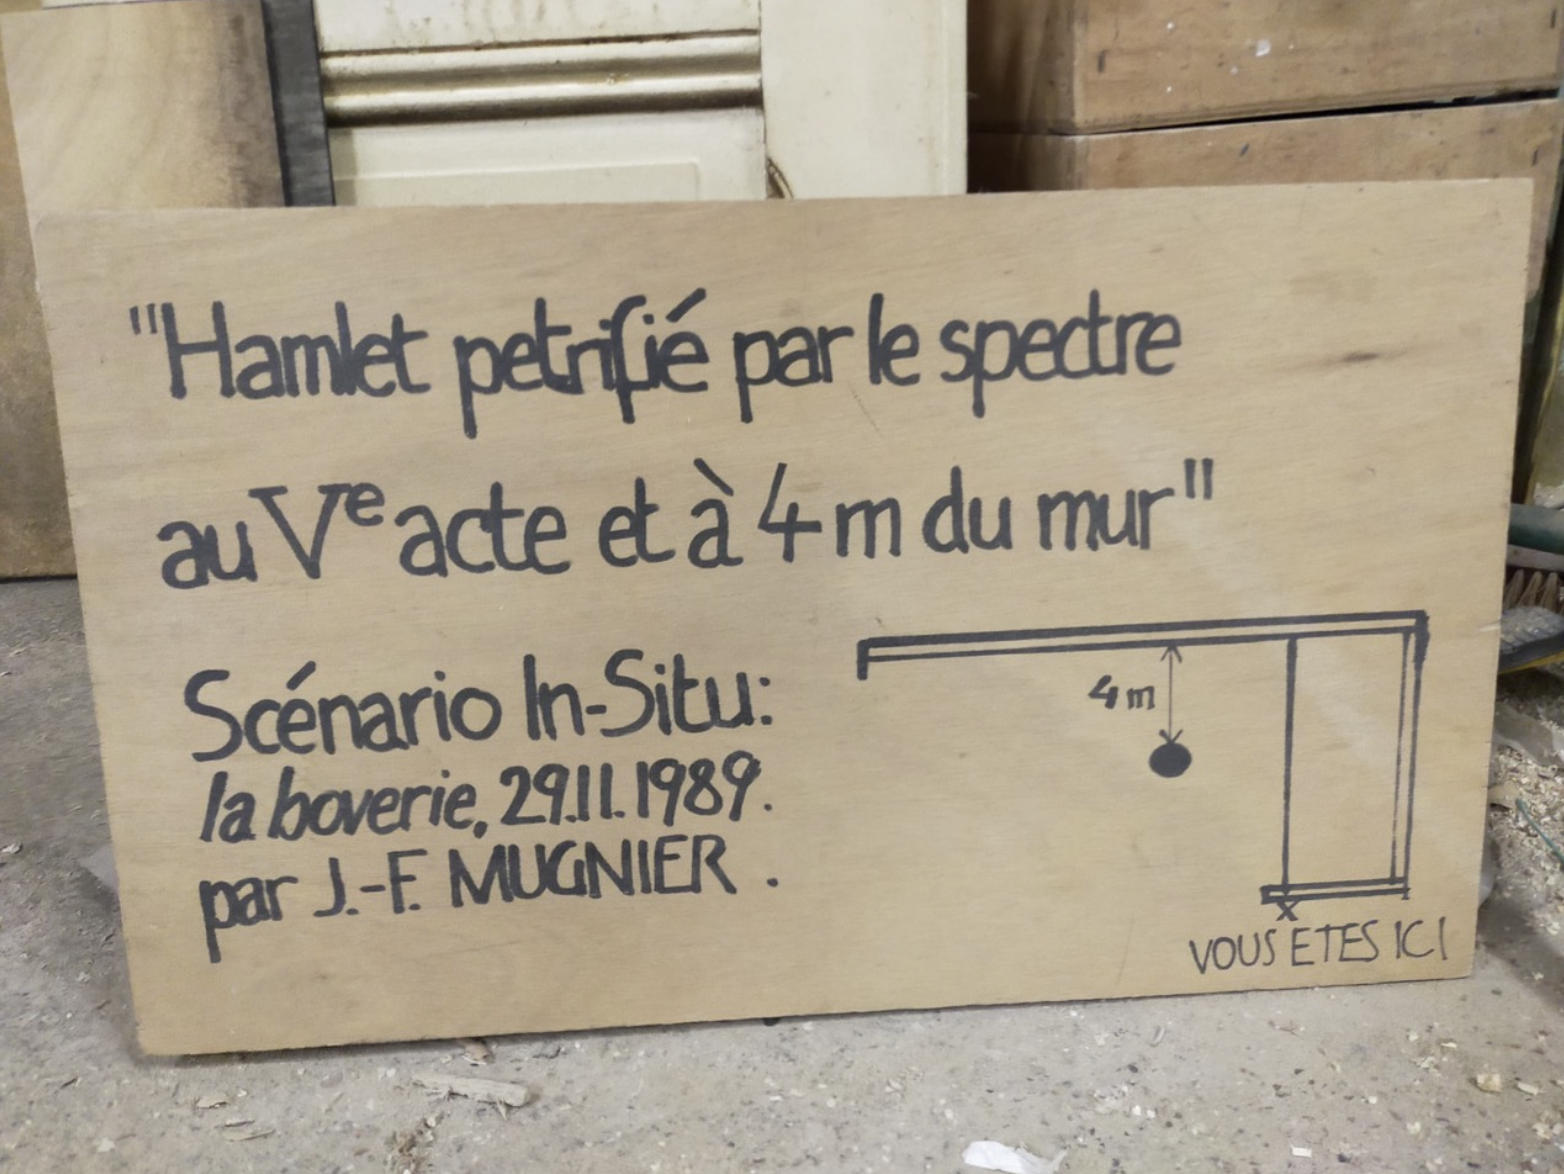 "Hamlet petrifié par le spectre
au Ve acte et à 4 m du mur"
Scénario In-Situ:
la boverie, 29.11.1989.
par J.-F. MUGNIER.
4 m
X
VOUS ETES ICI